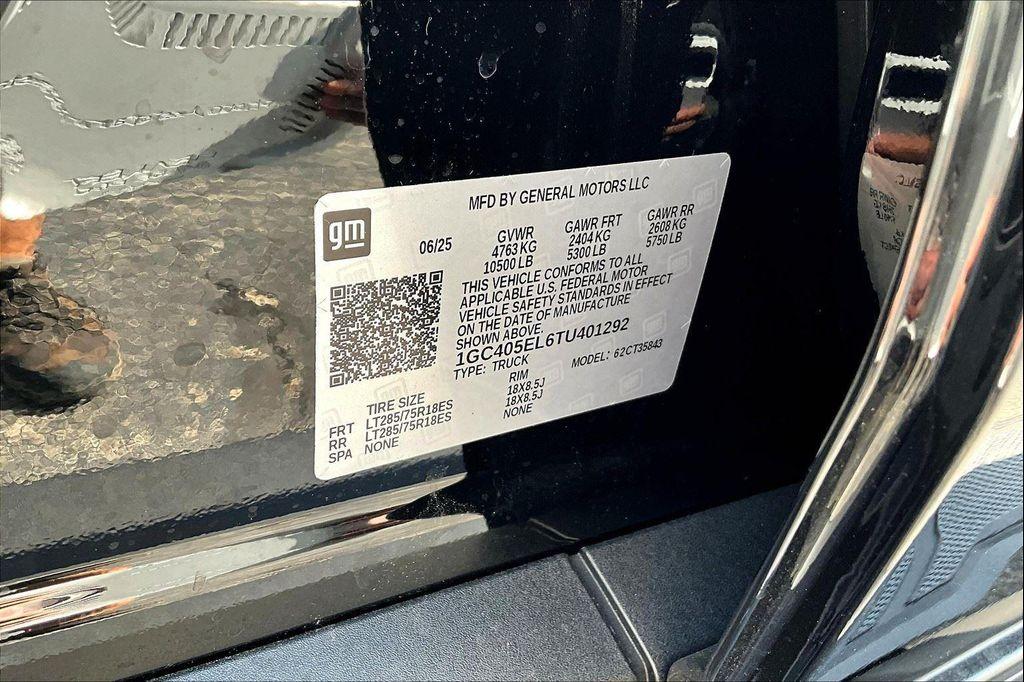 MFD BY GENERAL MOTORS LLC
gm
06/25
GVWR GAWR FRT GAWR RR
4763 KG 2404 KG 2608 KG
10500 LB 5300 LB 5750 LB
THIS VEHICLE CONFORMS TO ALL
APPLICABLE U.S. FEDERAL MOTOR
VEHICLE SAFETY STANDARDS IN EFFECT
ON THE DATE OF MANUFACTURE
SHOWN ABOVE.
1GC405EL6TU401292
TYPE: TRUCK MODEL: 62CT35843
TIRE SIZE RIM
FRT LT285/75R18ES 18X8.5J
RR LT285/75R18ES 18X8.5J
SPA NONE NONE